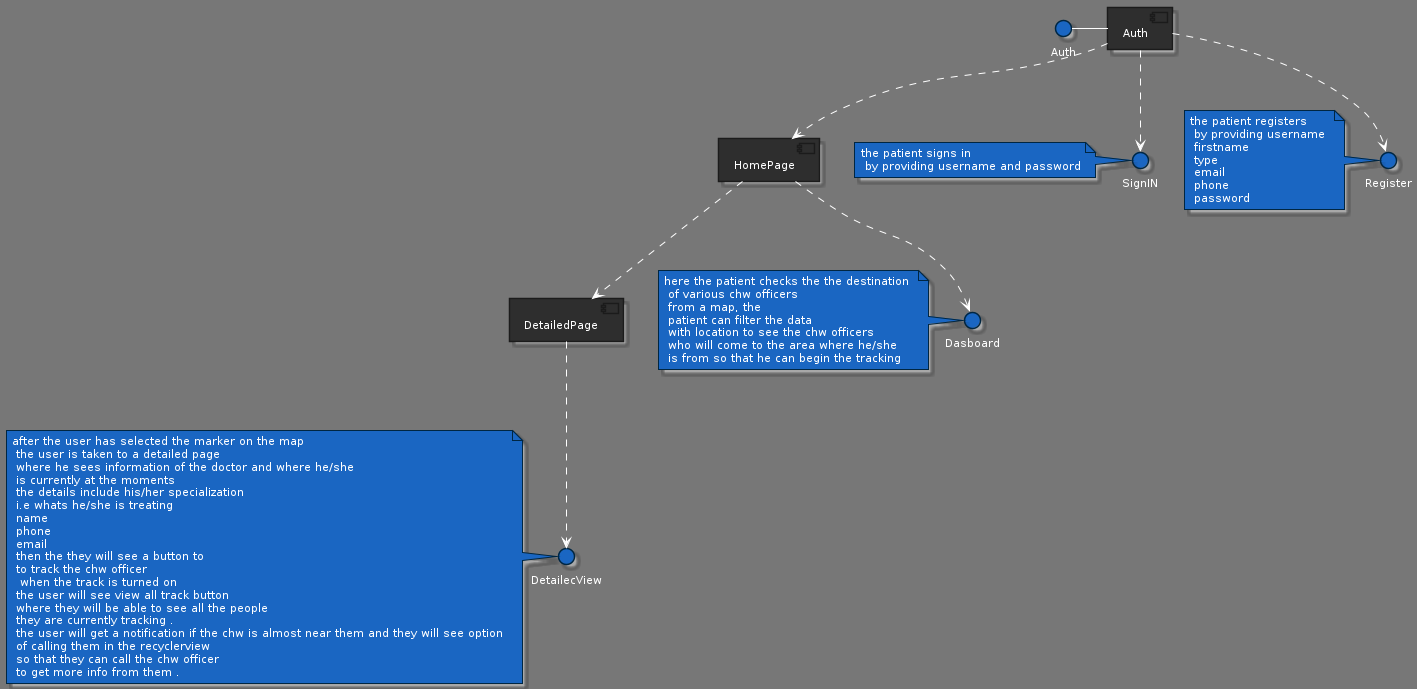 Auth
Auth
the patient registers
by providing username
firstname
type
email
phone
password
the patient signs in
by providing username and password
HomePage
SignIN
Register
here the patient checks the the destination
of various chw officers
from a map, the
patient can filter the data
with location to see the chw officers
who will come to the area where he/she
is from so that he can begin the tracking
DetailedPage
Dasboard
after the user has selected the marker on the map
the user is taken to a detailed page
where he sees information of the doctor and where he/she
is currently at the moments
the details include his/her specialization
i.e whats he/she is treating
name
phone
email
then the they will see a button to
to track the chw officer
when the track is turned on
the user will see view all track button
where they will be able to see all the people
they are currently tracking .
the user will get a notification if the chw is almost near them and they will see option
of calling them in the recyclerview
so that they can call the chw officer
to get more info from them .
DetailecView